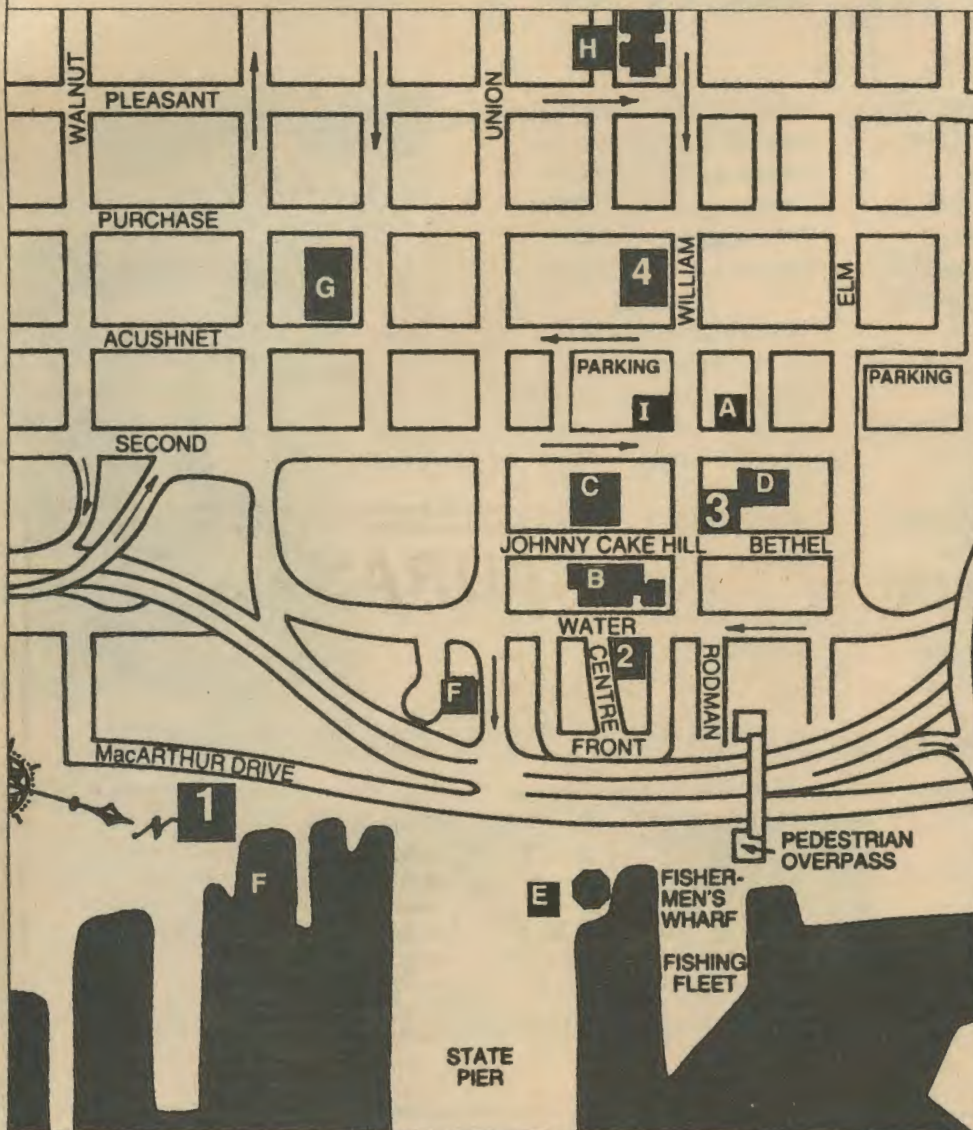 H
WALNUT
UNION
PLEASANT
PURCHASE
G
4
WILLIAM
ELM
ACUSHNET
PARKING
PARKING
I
A
SECOND
C
3
D
JOHNNY CAKE HILL
BETHEL
B
WATER
F
CENTRE
2
RODMAN
FRONT
MacARTHUR DRIVE
N
1
PEDESTRIAN
OVERPASS
F
E
FISHER-
MEN'S
WHARF
FISHING
FLEET
STATE
PIER